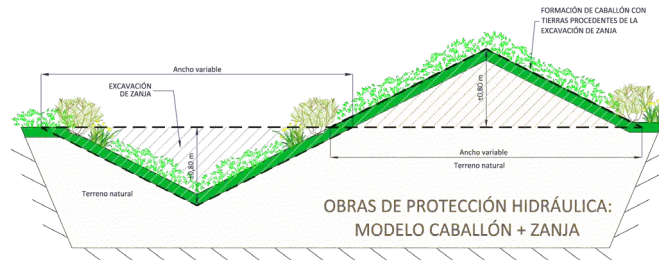 FORMACIÓN DE CABALLÓN CON
TIERRAS PROCEDENTES DE LA
EXCAVACIÓN DE ZANJA
Ancho variable
EXCAVACIÓN
DE ZANJA
±0,80 m
±0,80 m
Ancho variable
Terreno natural
Terreno natural
OBRAS DE PROTECCIÓN HIDRÁULICA:
MODELO CABALLÓN + ZANJA